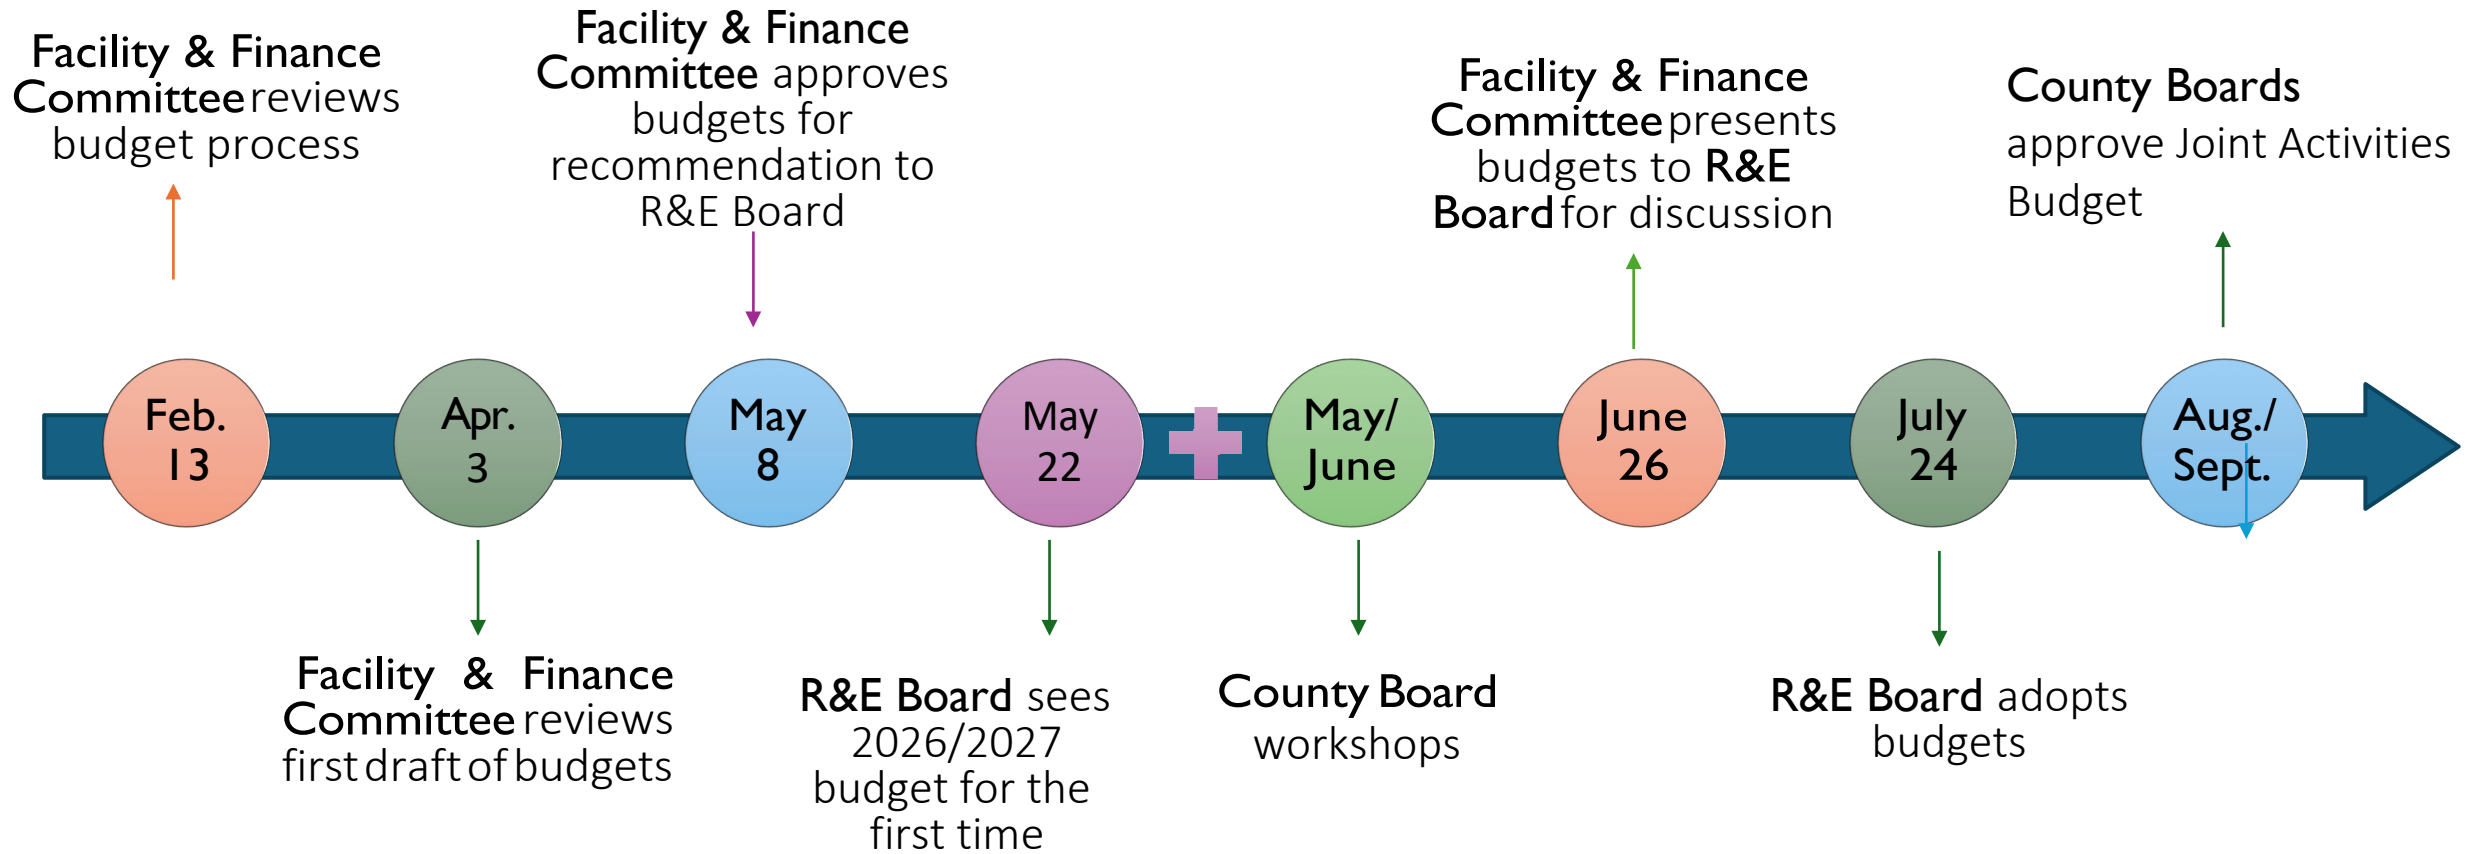 Facility & Finance
Committee reviews
budget process
Facility & Finance
Committee approves
budgets for
recommendation to
R&E Board
Facility & Finance
Committee presents
budgets to R&E
Board for discussion
County Boards
approve Joint Activities
Budget
Feb.
13
Apr.
3
May
8
May
22
May/
June
June
26
July
24
Aug./
Sept.
Facility & Finance
Committee reviews
first draft of budgets
R&E Board sees
2026/2027
budget for the
first time
County Board
workshops
R&E Board adopts
budgets